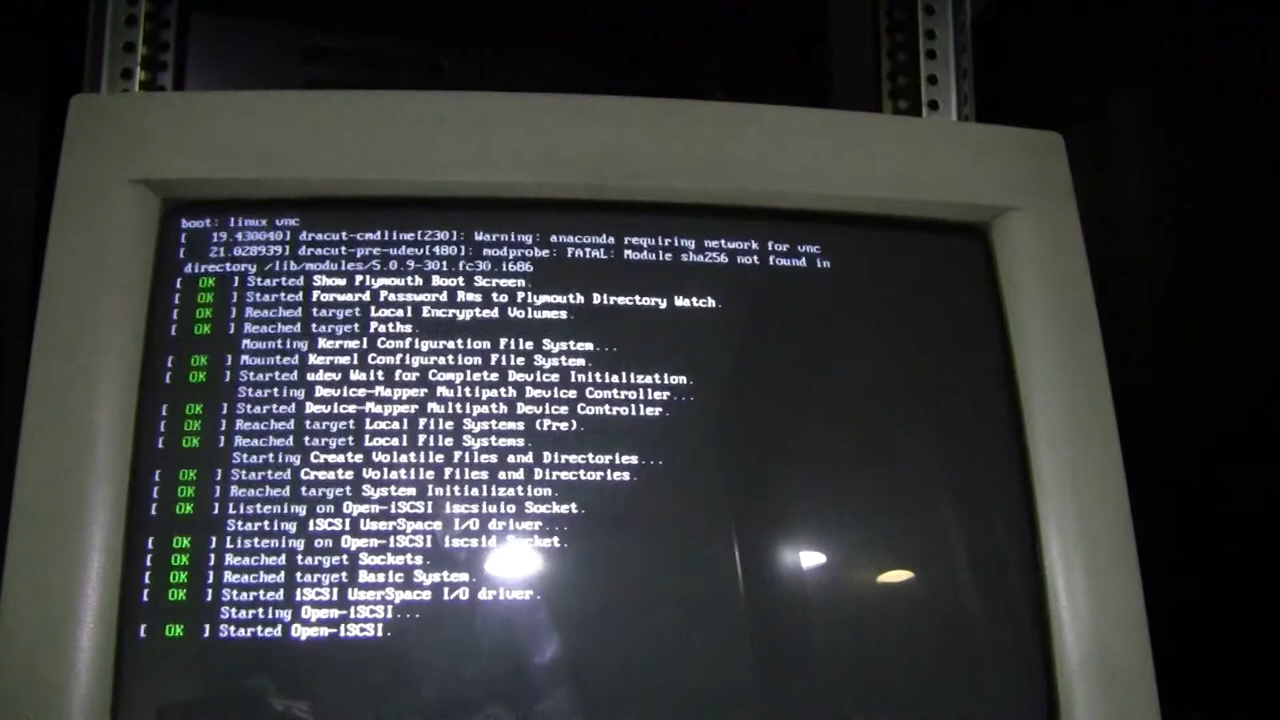 boot: linux vnc
[   19.430040] dracut-cmdline[230]: Warning: anaconda requiring network for vnc
[   21.028939] dracut-pre-udev[480]: modprobe: FATAL: Module sha256 not found in
directory /lib/modules/5.0.9-301.fc30.i686
[  OK  ] Started Show Plymouth Boot Screen.
[  OK  ] Started Forward Password Rqs to Plymouth Directory Watch.
[  OK  ] Reached target Local Encrypted Volumes.
[  OK  ] Reached target Paths.
Mounting Kernel Configuration File System...
[  OK  ] Mounted Kernel Configuration File System.
[  OK  ] Started udev Wait for Complete Device Initialization.
Starting Device-Mapper Multipath Device Controller...
[  OK  ] Started Device-Mapper Multipath Device Controller.
[  OK  ] Reached target Local File Systems (Pre).
[  OK  ] Reached target Local File Systems.
Starting Create Volatile Files and Directories...
[  OK  ] Started Create Volatile Files and Directories.
[  OK  ] Reached target System Initialization.
[  OK  ] Listening on Open-iSCSI iscsiuio Socket.
Starting iSCSI UserSpace I/O driver...
[  OK  ] Listening on Open-iSCSI iscsid Socket.
[  OK  ] Reached target Sockets.
[  OK  ] Reached target Basic System.
[  OK  ] Started iSCSI UserSpace I/O driver.
Starting Open-iSCSI...
[  OK  ] Started Open-iSCSI.